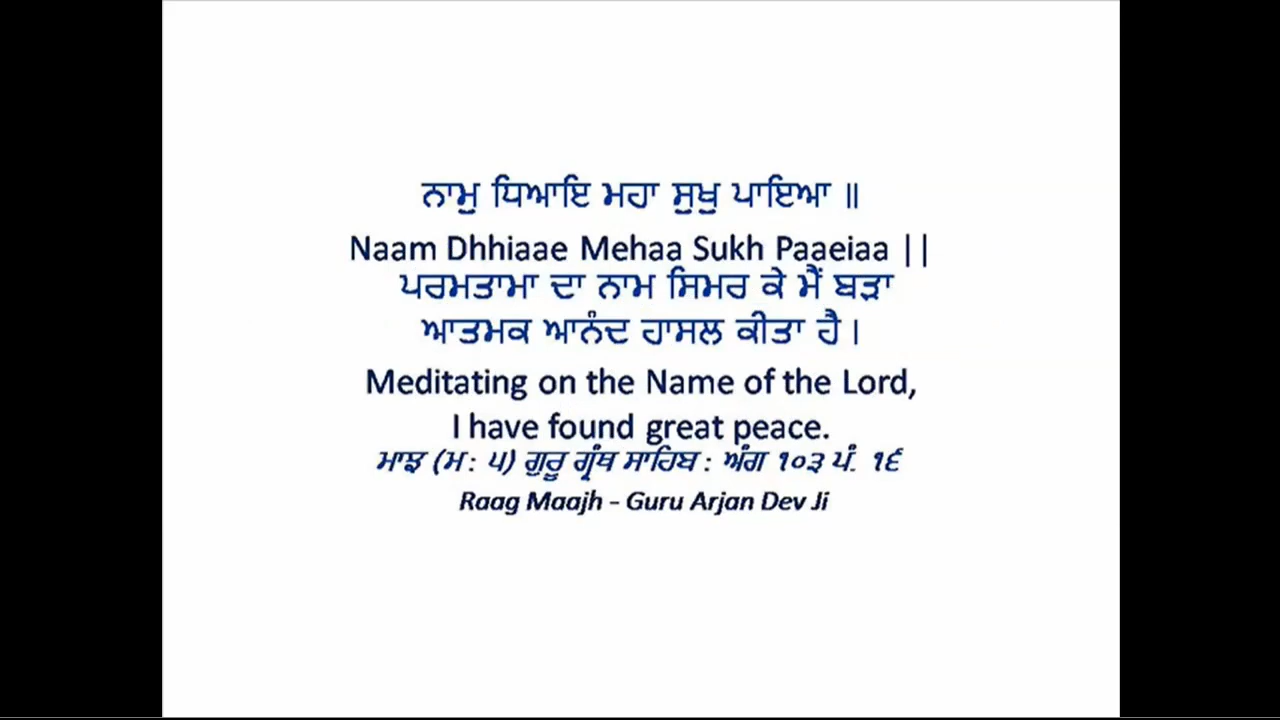 ਨਾਮੁ ਧਿਆਇ ਮਹਾ ਸੁਖੁ ਪਾਇਆ ॥
Naam Dhhiaae Mehaa Sukh Paaeiaa ||
ਪਰਮਤਾਮਾ ਦਾ ਨਾਮ ਸਿਮਰ ਕੇ ਮੈਂ ਬੜਾ
ਆਤਮਕ ਆਨੰਦ ਹਾਸਲ ਕੀਤਾ ਹੈ।
Meditating on the Name of the Lord,
I have found great peace.
ਮਾਝ (ਮ: ੫) ਗੁਰੂ ਗ੍ਰੰਥ ਸਾਹਿਬ : ਅੰਗ ੧੦੩ ਪੰ. ੧੬
Raag Maajh - Guru Arjan Dev Ji